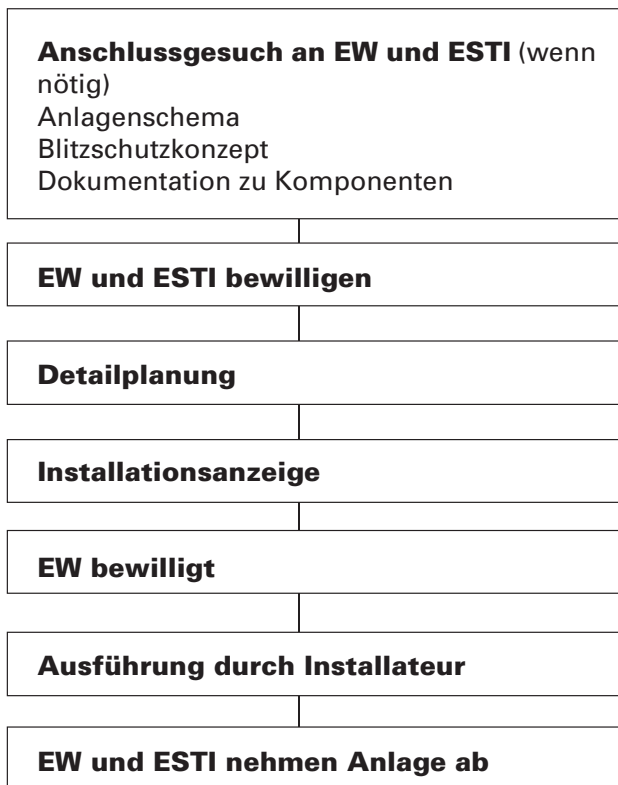 Anschlussgesuch an EW und ESTI (wenn
nötig)
Anlagenschema
Blitzschutzkonzept
Dokumentation zu Komponenten
EW und ESTI bewilligen
Detailplanung
Installationsanzeige
EW bewilligt
Ausführung durch Installateur
EW und ESTI nehmen Anlage ab